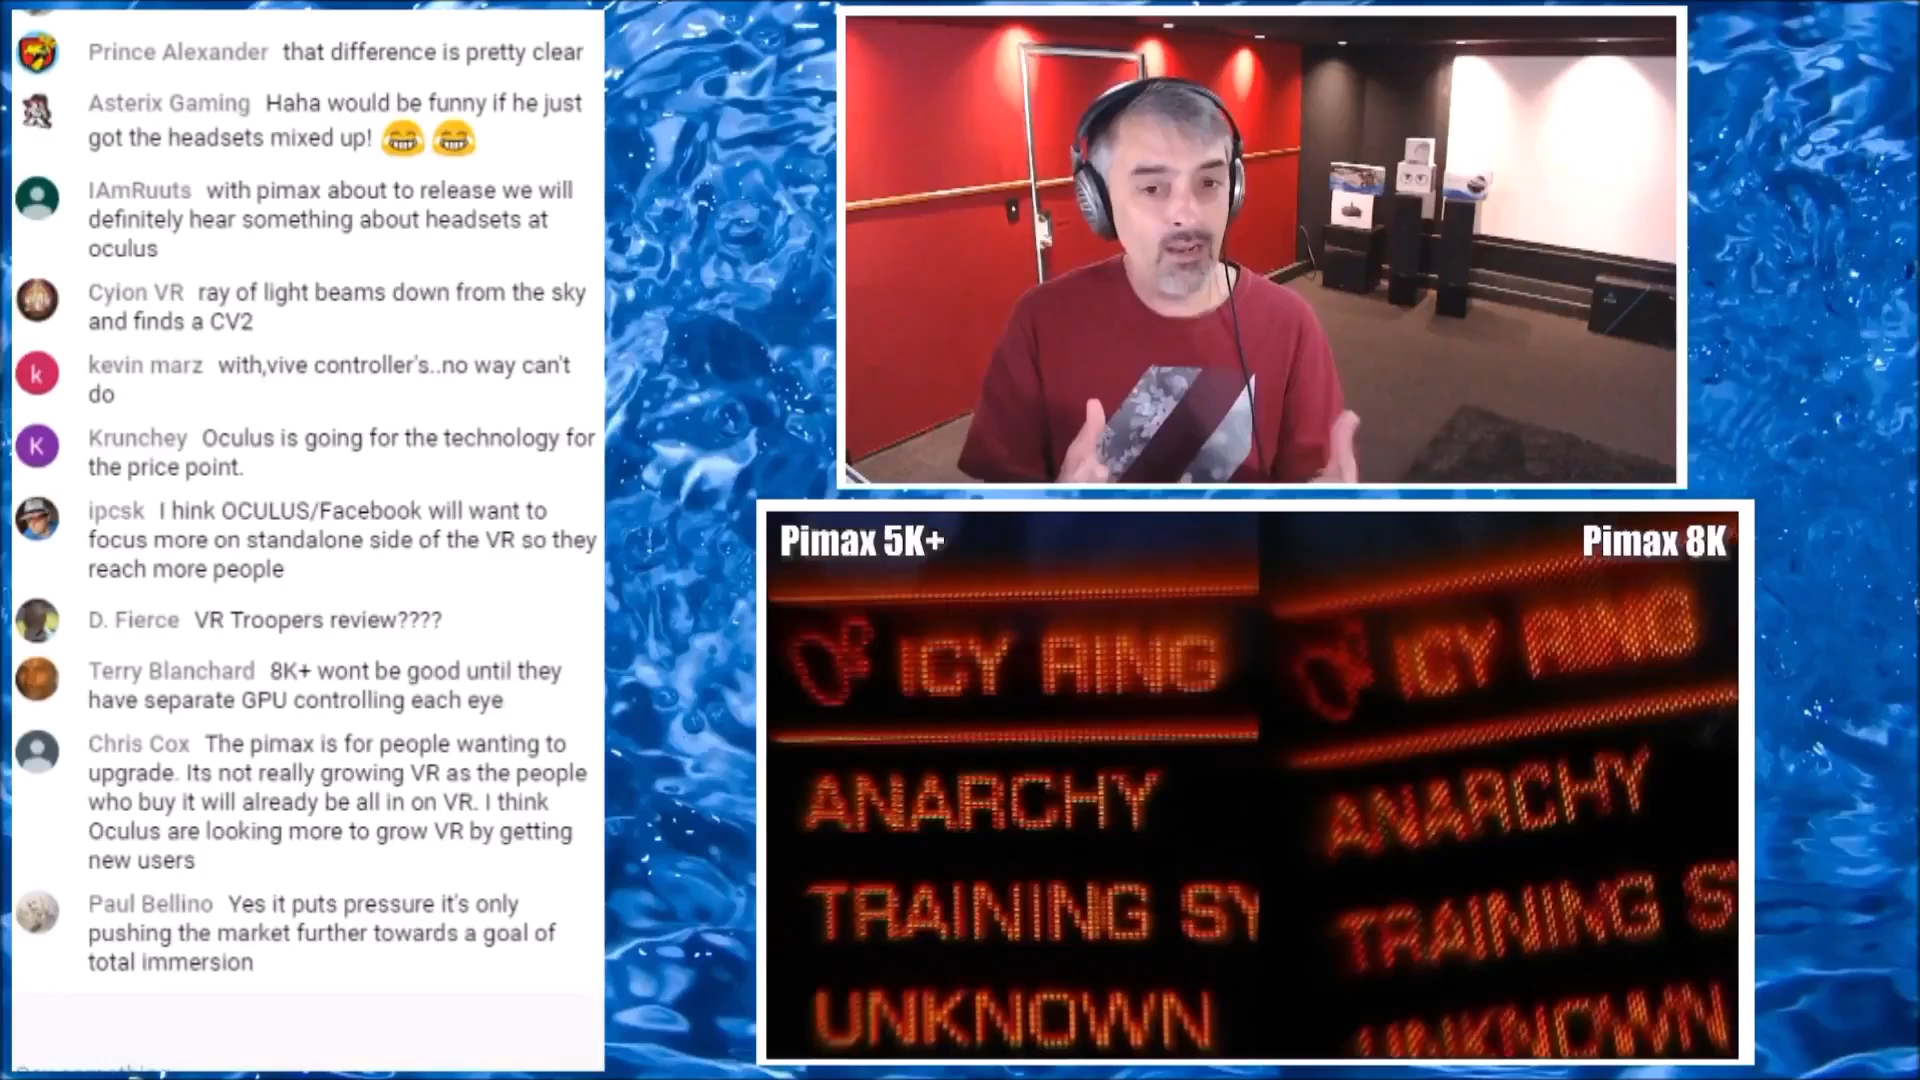 Prince Alexander that difference is pretty clear
Asterix Gaming Haha would be funny if he just
got the headsets mixed up!
IAmRuuts with pimax about to release we will
definitely hear something about headsets at
oculus
Cyion VR ray of light beams down from the sky
and finds a CV2
k
kevin marz with,vive controller's..no way can't
do
K
Krunchey Oculus is going for the technology for
the price point.
ipcsk I hink OCULUS/Facebook will want to
focus more on standalone side of the VR so they
reach more people
D. Fierce VR Troopers review????
Terry Blanchard 8K+ wont be good until they
have separate GPU controlling each eye
Chris Cox The pimax is for people wanting to
upgrade. Its not really growing VR as the people
who buy it will already be all in on VR. I think
Oculus are looking more to grow VR by getting
new users
Paul Bellino Yes it puts pressure it's only
pushing the market further towards a goal of
total immersion
Pimax 5K+
ICY RING
ANARCHY
TRAINING SY
UNKNOWN
Pimax 8K
ICY RING
ANARCHY
TRAINING S
UNKNOWN